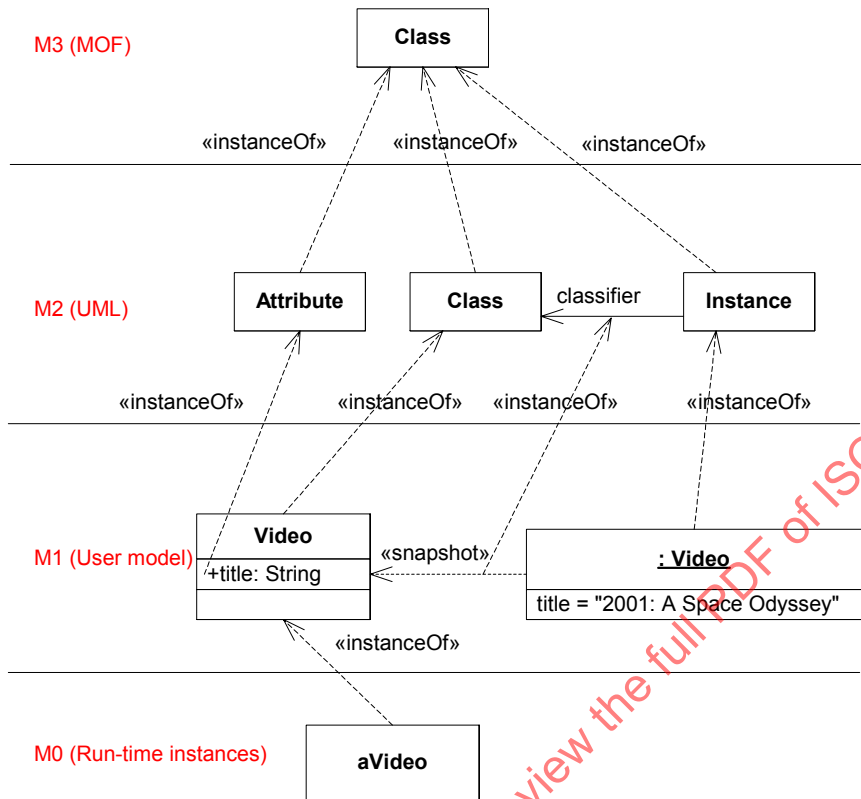 M3 (MOF)
Class
«instanceOf»
«instanceOf»
«instanceOf»
M2 (UML)
Attribute
Class
classifier
Instance
«instanceOf»
«instanceOf»
«instanceOf»
«instanceOf»
M1 (User model)
Video
+title: String
«snapshot»
: Video
title = "2001: A Space Odyssey"
«instanceOf»
M0 (Run-time instances)
aVideo
view the full PDF of ISO